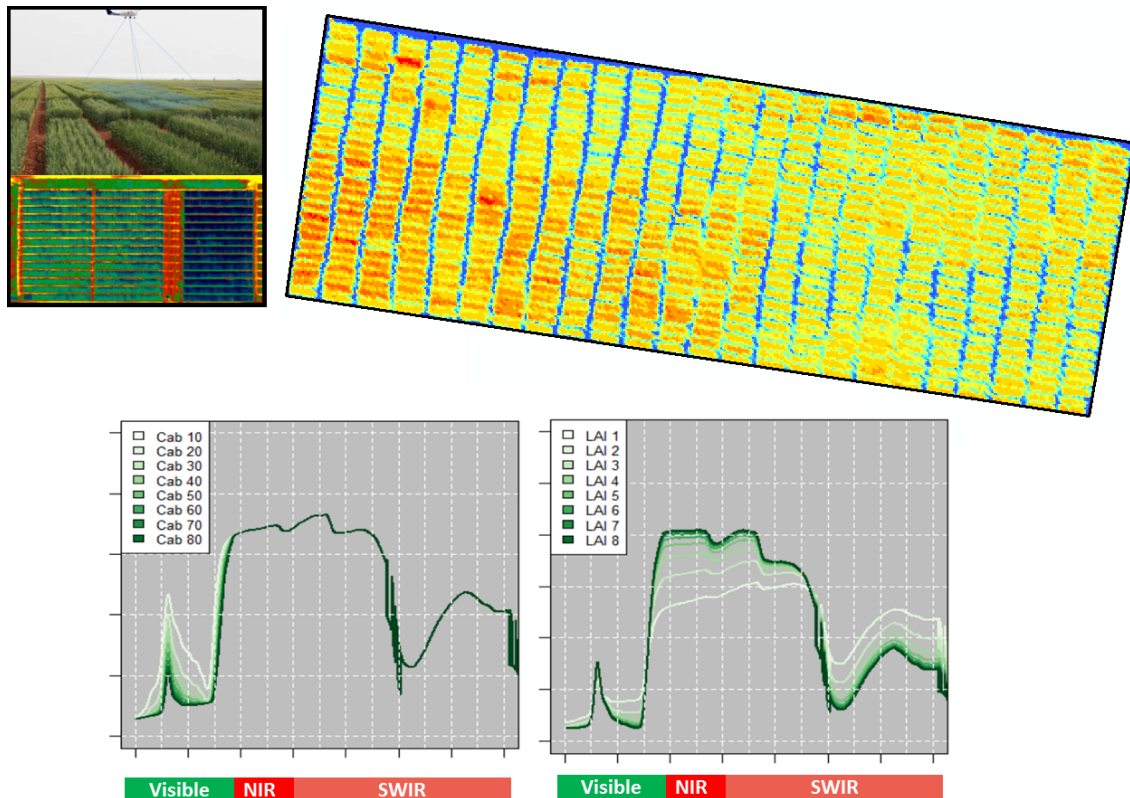 Cab 10
Cab 20
Cab 30
Cab 40
Cab 50
Cab 60
Cab 70
Cab 80
Visible NIR SWIR
LAI 1
LAI 2
LAI 3
LAI 4
LAI 5
LAI 6
LAI 7
LAI 8
Visible NIR SWIR